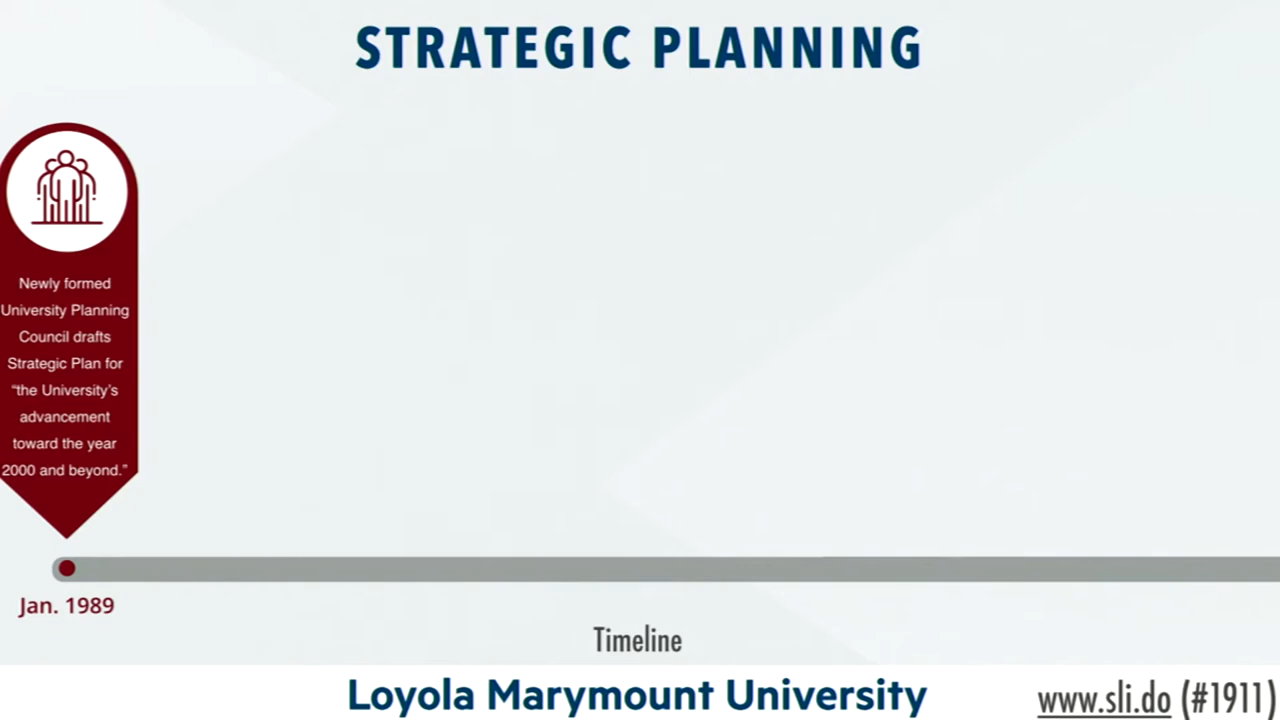 STRATEGIC PLANNING
Newly formed
University Planning
Council drafts
Strategic Plan for
“the University’s
advancement
toward the year
2000 and beyond.”
Jan. 1989
Timeline
Loyola Marymount University
www.sli.do (#1911)